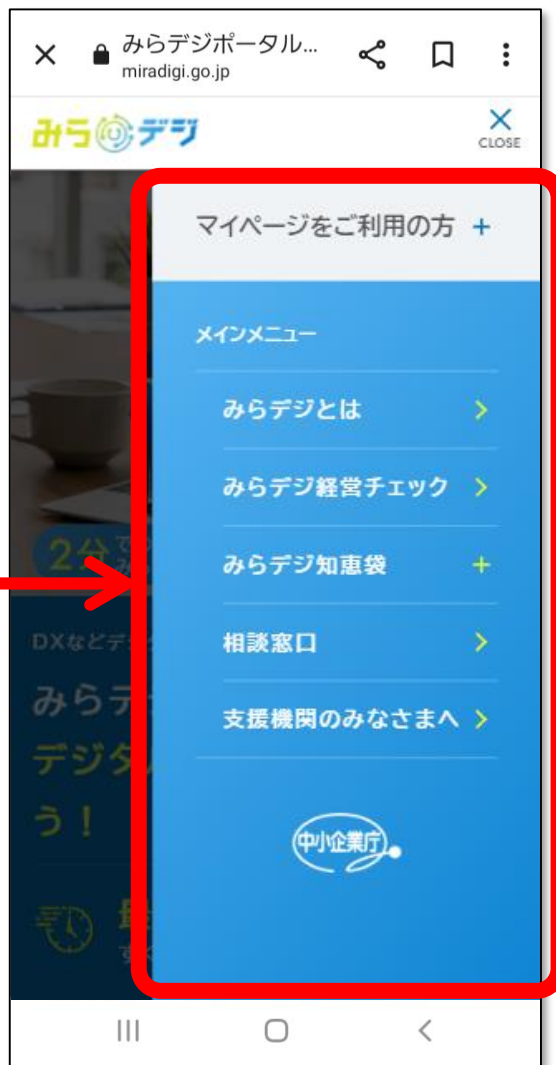 みらデジポータル...
miradigi.go.jp
みらデジ
CLOSE
マイページをご利用の方 +
メインメニュー
みらデジとは
みらデジ経営チェック
みらデジ知恵袋 +
相談窓口
支援機関のみなさまへ
中小企業庁
2分で
DXなどデ
みらデ
デジタ
う！